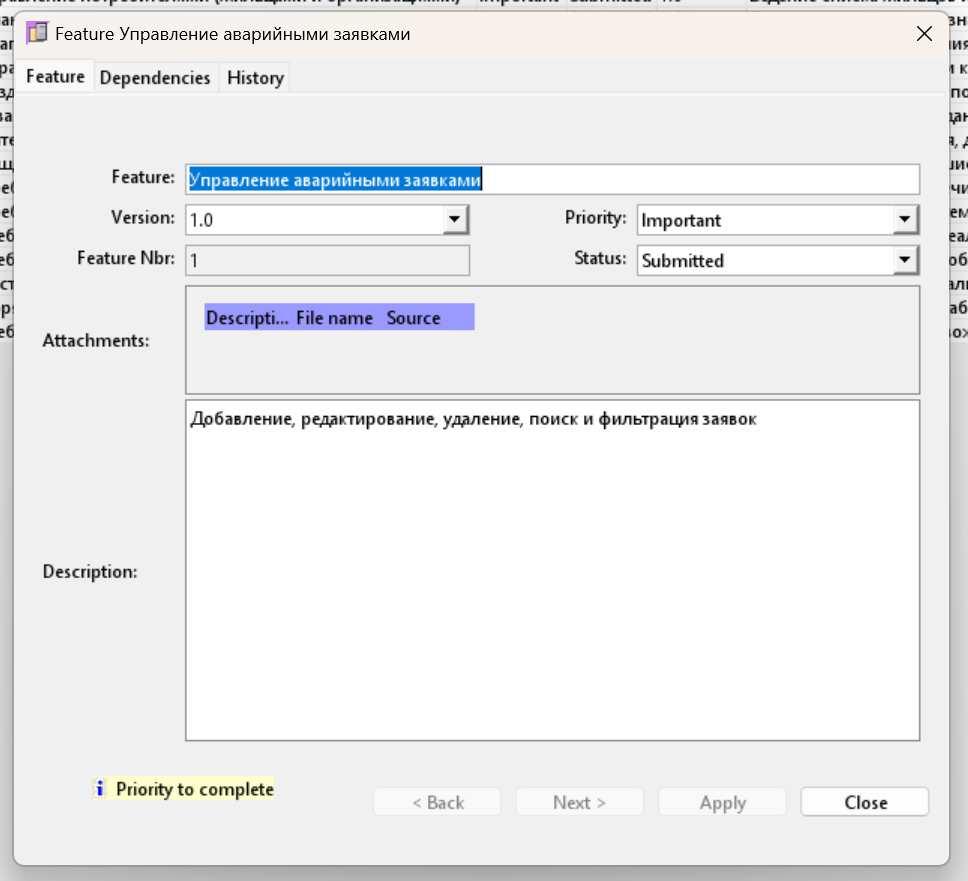 Feature Управление аварийными заявками
Feature Dependencies History
Feature: Управление аварийными заявками
Version: 1.0 Priority: Important
Feature Nbr: 1 Status: Submitted
Attachments:
Descripti... File name Source
Добавление, редактирование, удаление, поиск и фильтрация заявок
Description:
Priority to complete
< Back Next > Apply Close